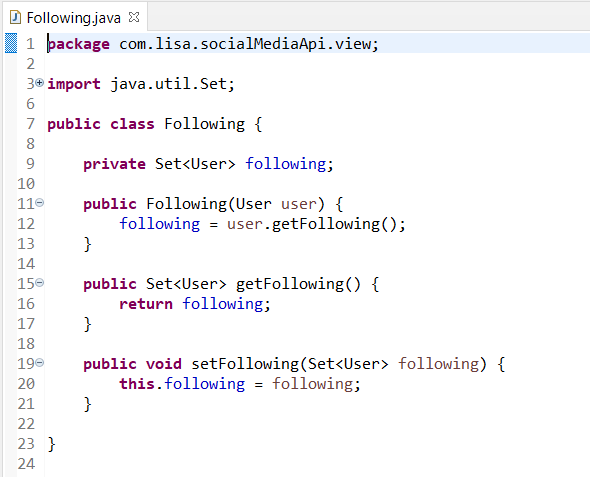 Following.java
1 package com.lisa.socialMediaApi.view;
2
3 import java.util.Set;
6
7 public class Following {
8
9     private Set<User> following;
10
11     public Following(User user) {
12         following = user.getFollowing();
13     }
14
15     public Set<User> getFollowing() {
16         return following;
17     }
18
19     public void setFollowing(Set<User> following) {
20         this.following = following;
21     }
22
23 }
24